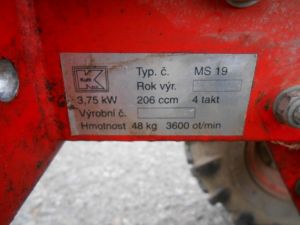 Typ. č. MS 19
Rok výr.
3,75 kW 206 ccm 4 takt
Výrobní č.
Hmotnost 48 kg 3600 ot/min